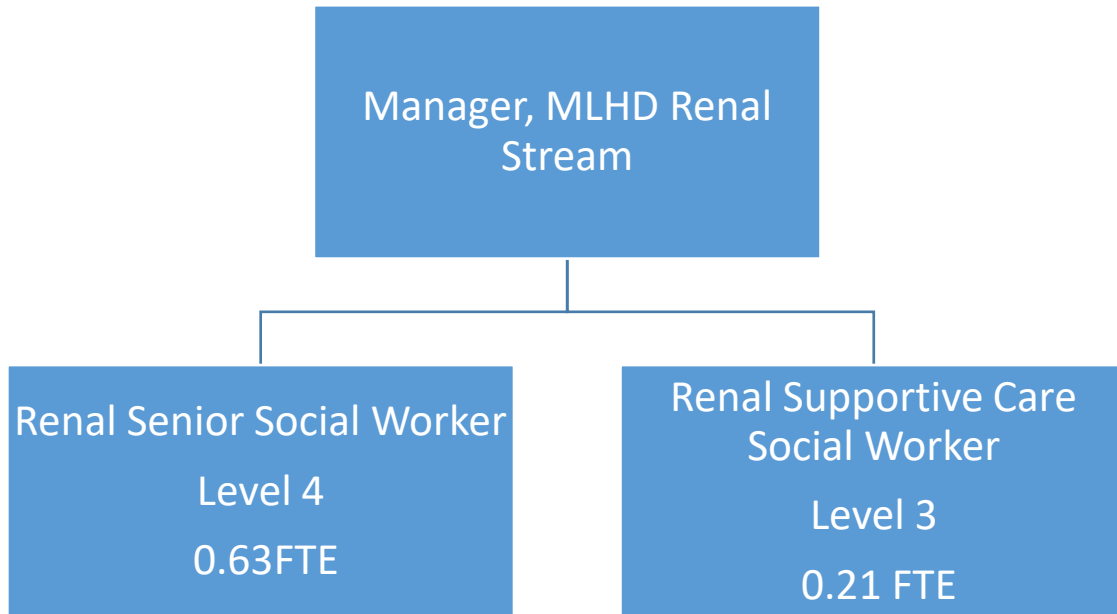 Manager, MLHD Renal
Stream
Renal Senior Social Worker
Level 4
0.63FTE
Renal Supportive Care
Social Worker
Level 3
0.21 FTE